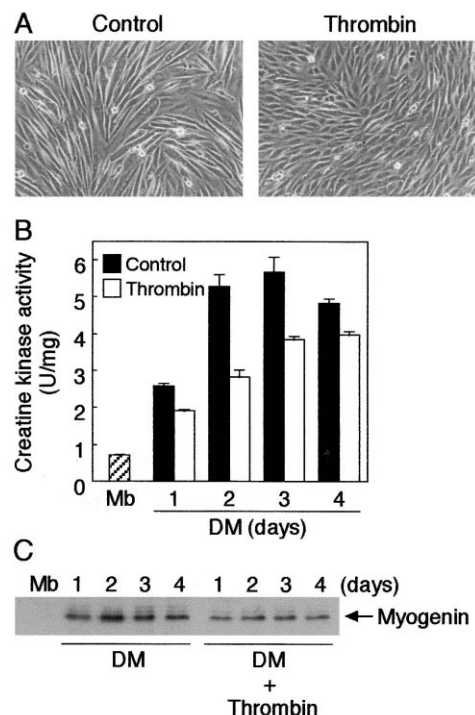 A
Control Thrombin
B
Creatine kinase activity
(U/mg)
6
5
4
3
2
1
0
Control
Thrombin
Mb 1 2 3 4
DM (days)
C
Mb 1 2 3 4 1 2 3 4 (days)
Myogenin
DM DM
+
Thrombin